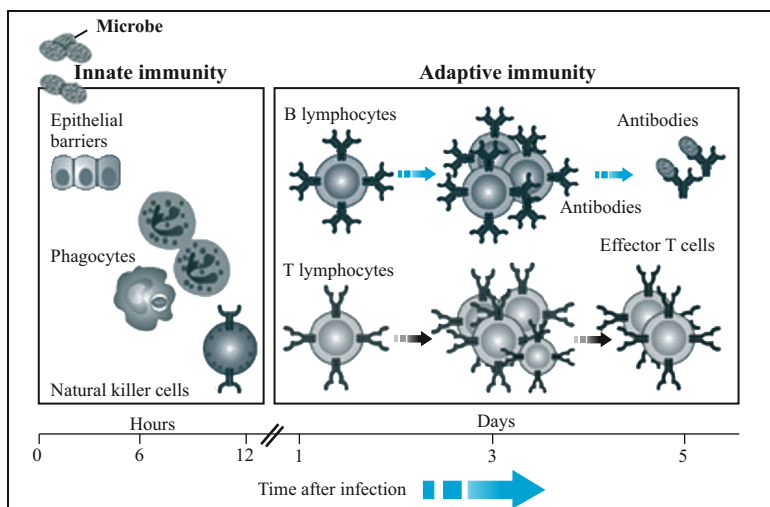 Microbe
Innate immunity
Adaptive immunity
Epithelial
barriers
Phagocytes
Natural killer cells
B lymphocytes
Antibodies
Antibodies
T lymphocytes
Effector T cells
Hours
Days
0
6
12
1
3
5
Time after infection